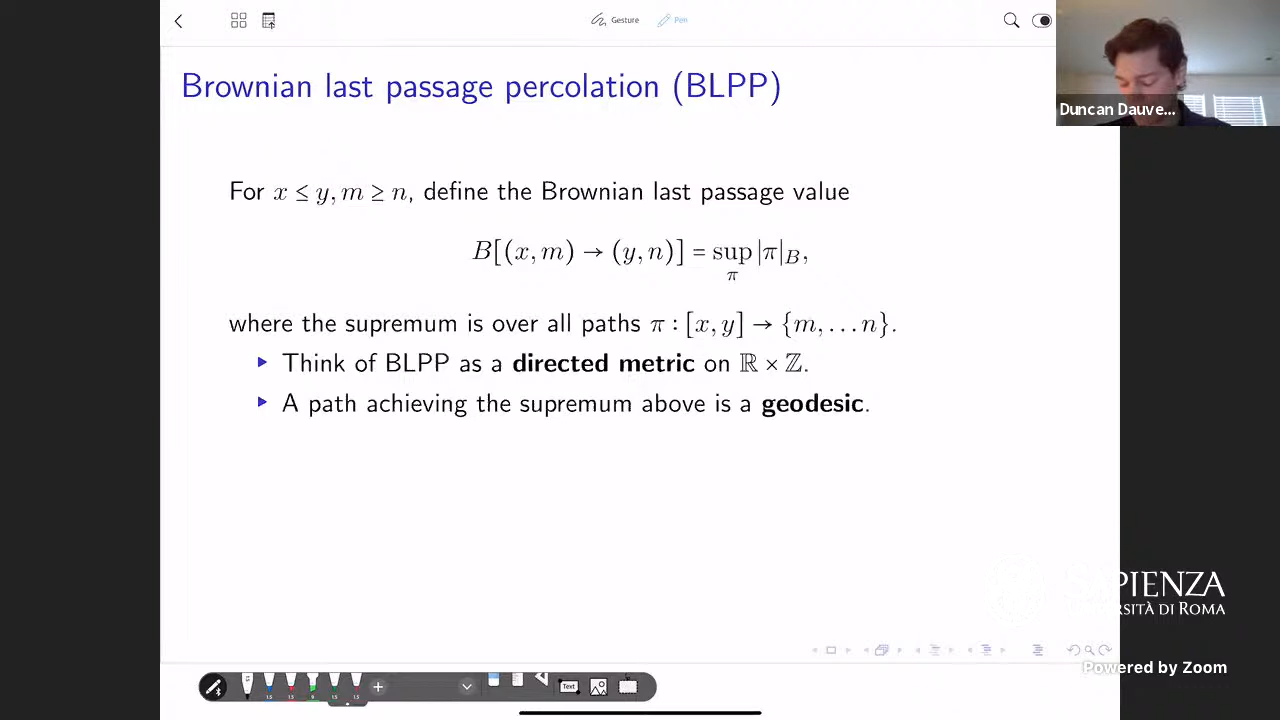 Gesture Pen
Brownian last passage percolation (BLPP)
Duncan Dauve...
For x ≤ y, m ≥ n, define the Brownian last passage value
B[(x, m) → (y, n)] = sup |π|_B,
π
where the supremum is over all paths π : [x, y] → {m, … n}.
▸ Think of BLPP as a directed metric on ℝ × ℤ.
▸ A path achieving the supremum above is a geodesic.
PIENZA
DI ROMA
Powered by Zoom
Text